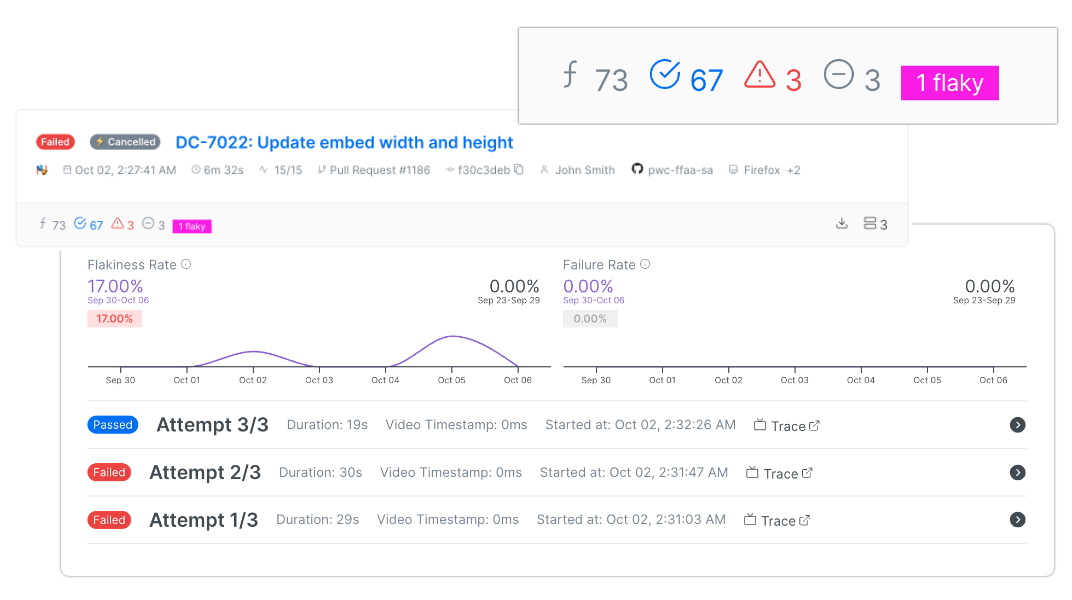 73 67 3 3 1 flaky
Failed Cancelled DC-7022: Update embed width and height
Oct 02, 2:27:41 AM 6m 32s 15/15 Pull Request #1186 f30c3deb John Smith pwc-ffaa-sa Firefox +2
73 67 3 3 1 flaky 3
Flakiness Rate
17.00% 0.00%
Sep 30-Oct 06 Sep 23-Sep 29
17.00%
Sep 30 Oct 01 Oct 02 Oct 03 Oct 04 Oct 05 Oct 06
Failure Rate
0.00% 0.00%
Sep 30-Oct 06 Sep 23-Sep 29
0.00%
Sep 30 Oct 01 Oct 02 Oct 03 Oct 04 Oct 05 Oct 06
Passed Attempt 3/3 Duration: 19s Video Timestamp: 0ms Started at: Oct 02, 2:32:26 AM Trace
Failed Attempt 2/3 Duration: 30s Video Timestamp: 0ms Started at: Oct 02, 2:31:47 AM Trace
Failed Attempt 1/3 Duration: 29s Video Timestamp: 0ms Started at: Oct 02, 2:31:03 AM Trace